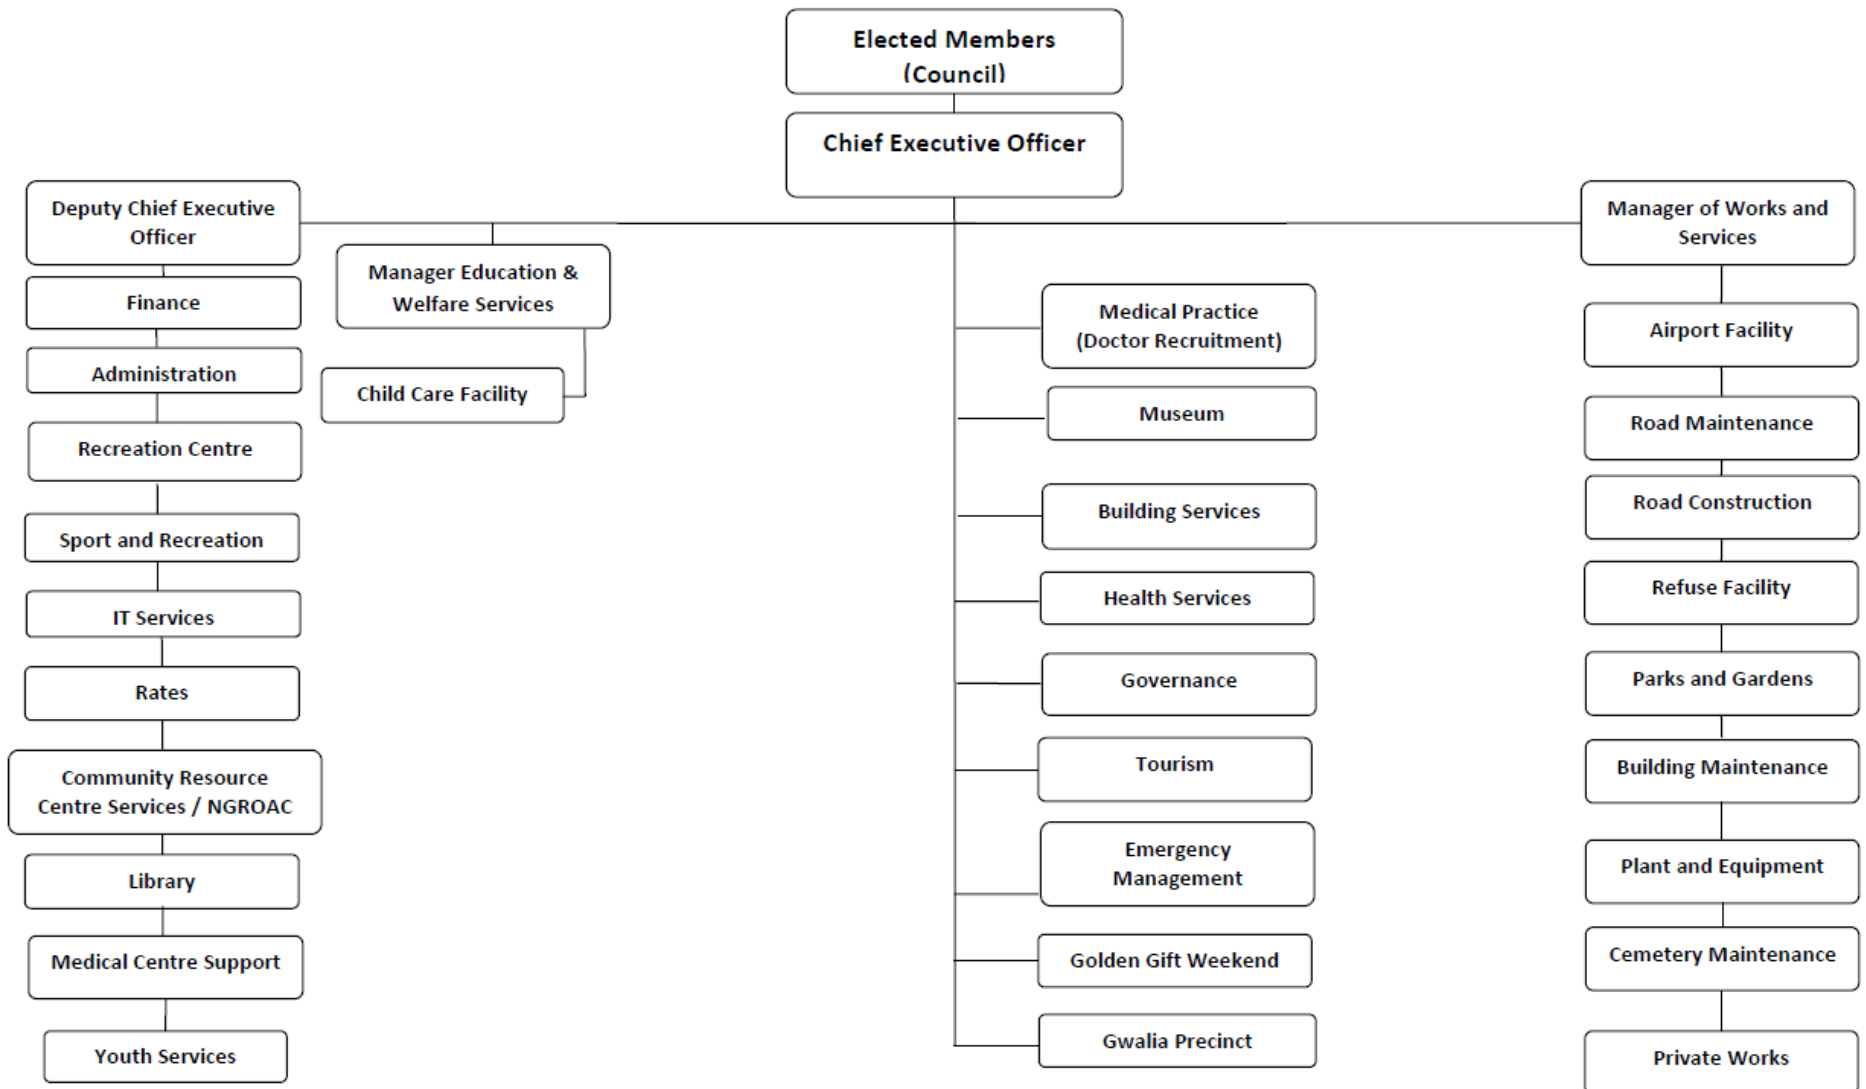 Elected Members
(Council)
Chief Executive Officer
Deputy Chief Executive
Officer
Finance
Administration
Recreation Centre
Sport and Recreation
IT Services
Rates
Community Resource
Centre Services / NGROAC
Library
Medical Centre Support
Youth Services
Manager Education &
Welfare Services
Child Care Facility
Medical Practice
(Doctor Recruitment)
Museum
Building Services
Health Services
Governance
Tourism
Emergency
Management
Golden Gift Weekend
Gwalia Precinct
Manager of Works and
Services
Airport Facility
Road Maintenance
Road Construction
Refuse Facility
Parks and Gardens
Building Maintenance
Plant and Equipment
Cemetery Maintenance
Private Works